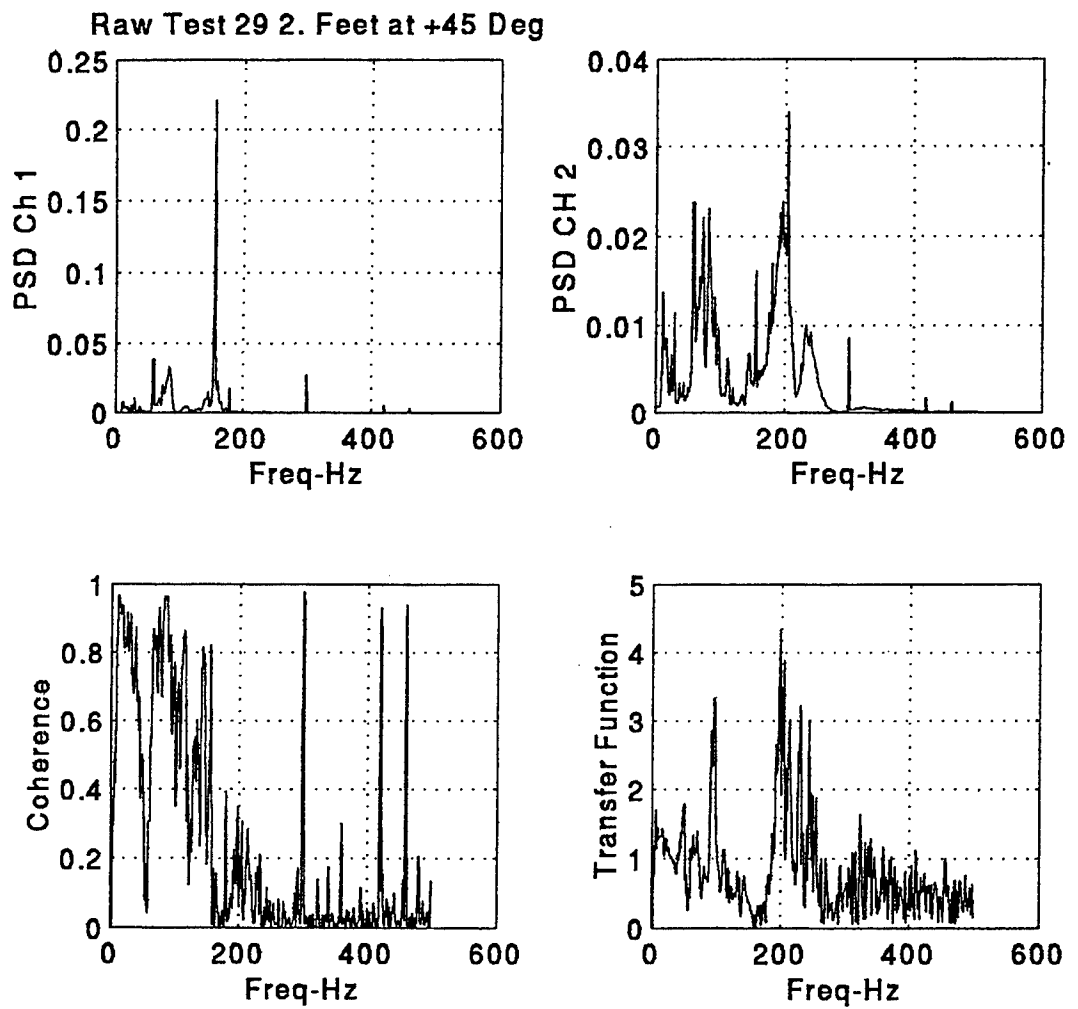 Raw Test 29 2. Feet at +45 Deg
0.25
0.2
0.15
0.1
0.05
0
PSD Ch 1
0 200 400 600
Freq-Hz
0.04
0.03
0.02
0.01
0
PSD CH 2
0 200 400 600
Freq-Hz
1
0.8
0.6
0.4
0.2
0
Coherence
0 200 400 600
Freq-Hz
5
4
3
2
1
0
Transfer Function
0 200 400 600
Freq-Hz